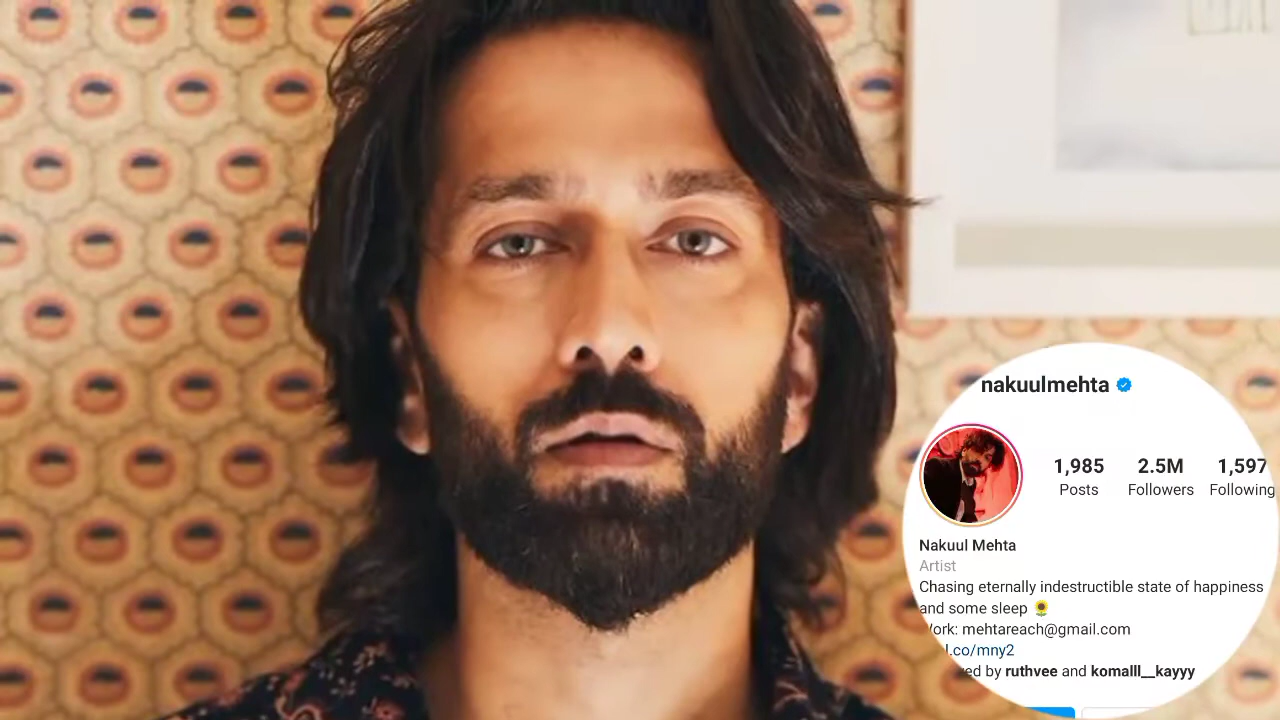 nakuulmehta
1,985 2.5M 1,597
Posts Followers Following
Nakuul Mehta
Artist
Chasing eternally indestructible state of happiness
and some sleep 🌻
Work: mehtareach@gmail.com
l.co/mny2
by ruthvee and komalll__kayyy